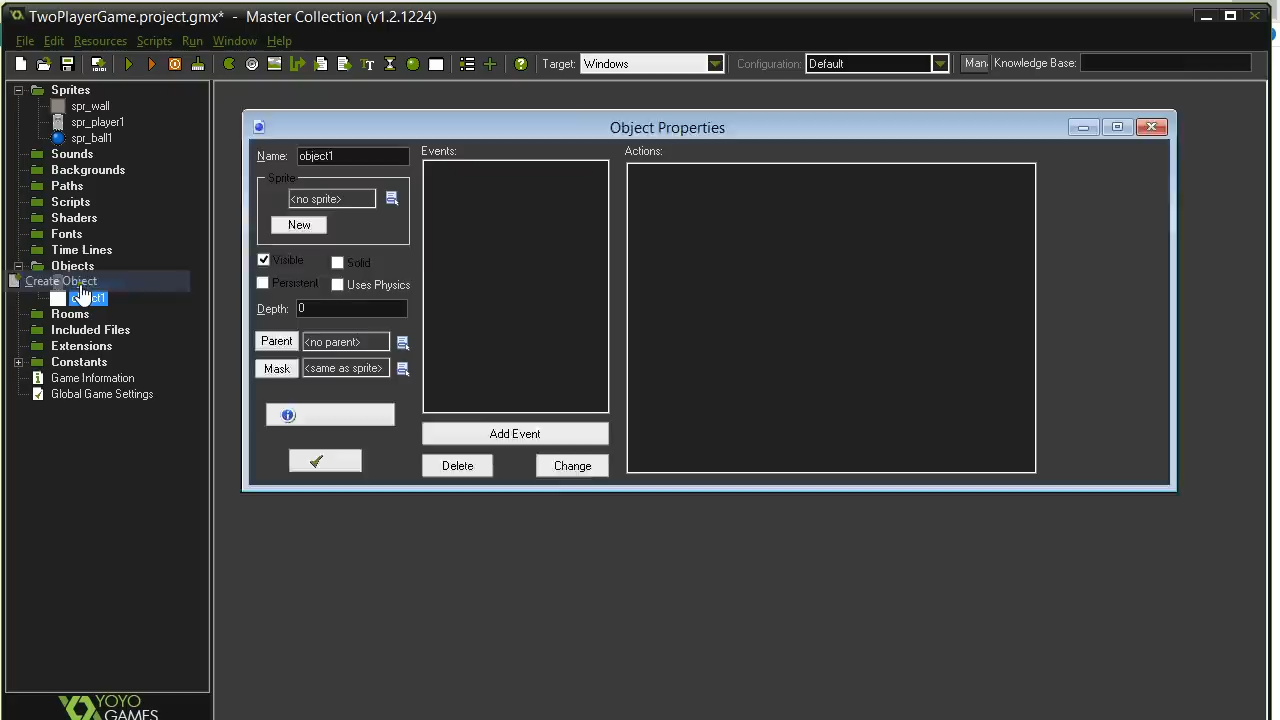 TwoPlayerGame.project.gmx* - Master Collection (v1.2.1224)
File Edit Resources Scripts Run Window Help
Target: Windows Configuration: Default Man Knowledge Base:
Sprites
spr_wall
spr_player1
spr_ball1
Sounds
Backgrounds
Paths
Scripts
Shaders
Fonts
Time Lines
Objects
Create Object
object1
Rooms
Included Files
Extensions
Constants
Game Information
Global Game Settings
YOYO
GAMES
Object Properties
Name: object1
Sprite
<no sprite>
New
Visible Solid
Persistent Uses Physics
Depth: 0
Parent <no parent>
Mask <same as sprite>
Events:
Add Event
Delete Change
Actions: